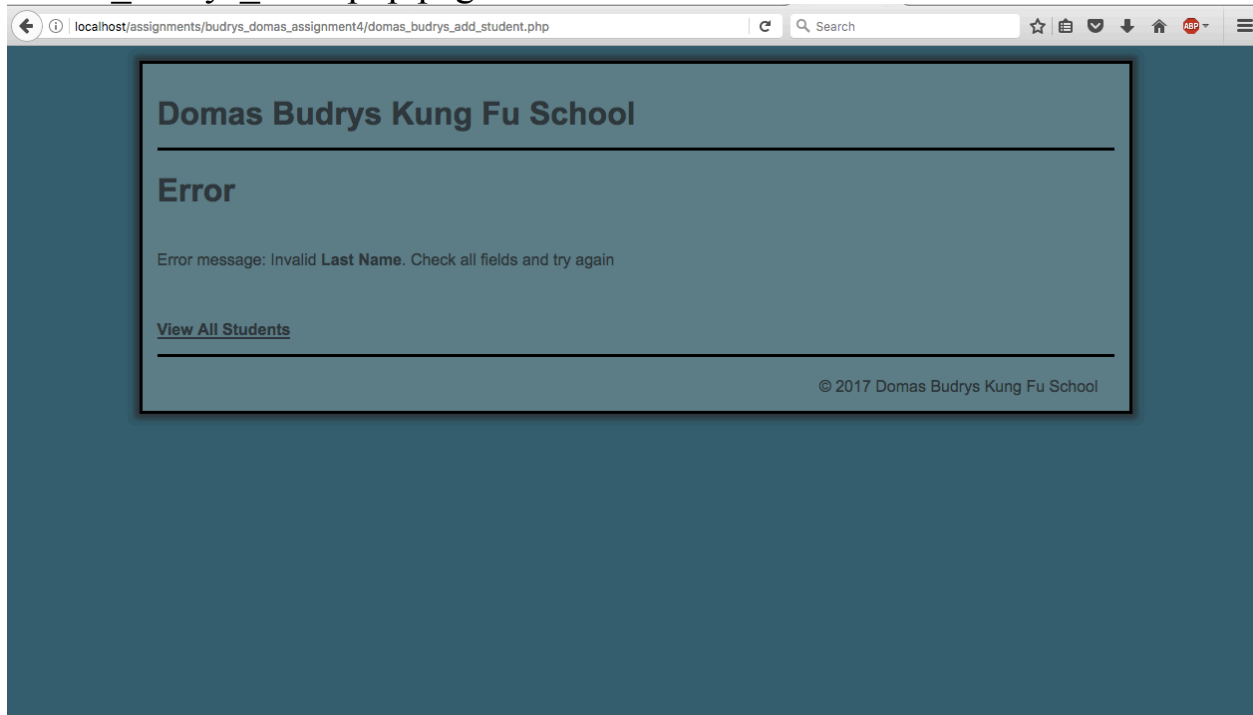 localhost/assignments/budrys_domas_assignment4/domas_budrys_add_student.php
Search
ABP
Domas Budrys Kung Fu School
Error
Error message: Invalid Last Name. Check all fields and try again
View All Students
© 2017 Domas Budrys Kung Fu School